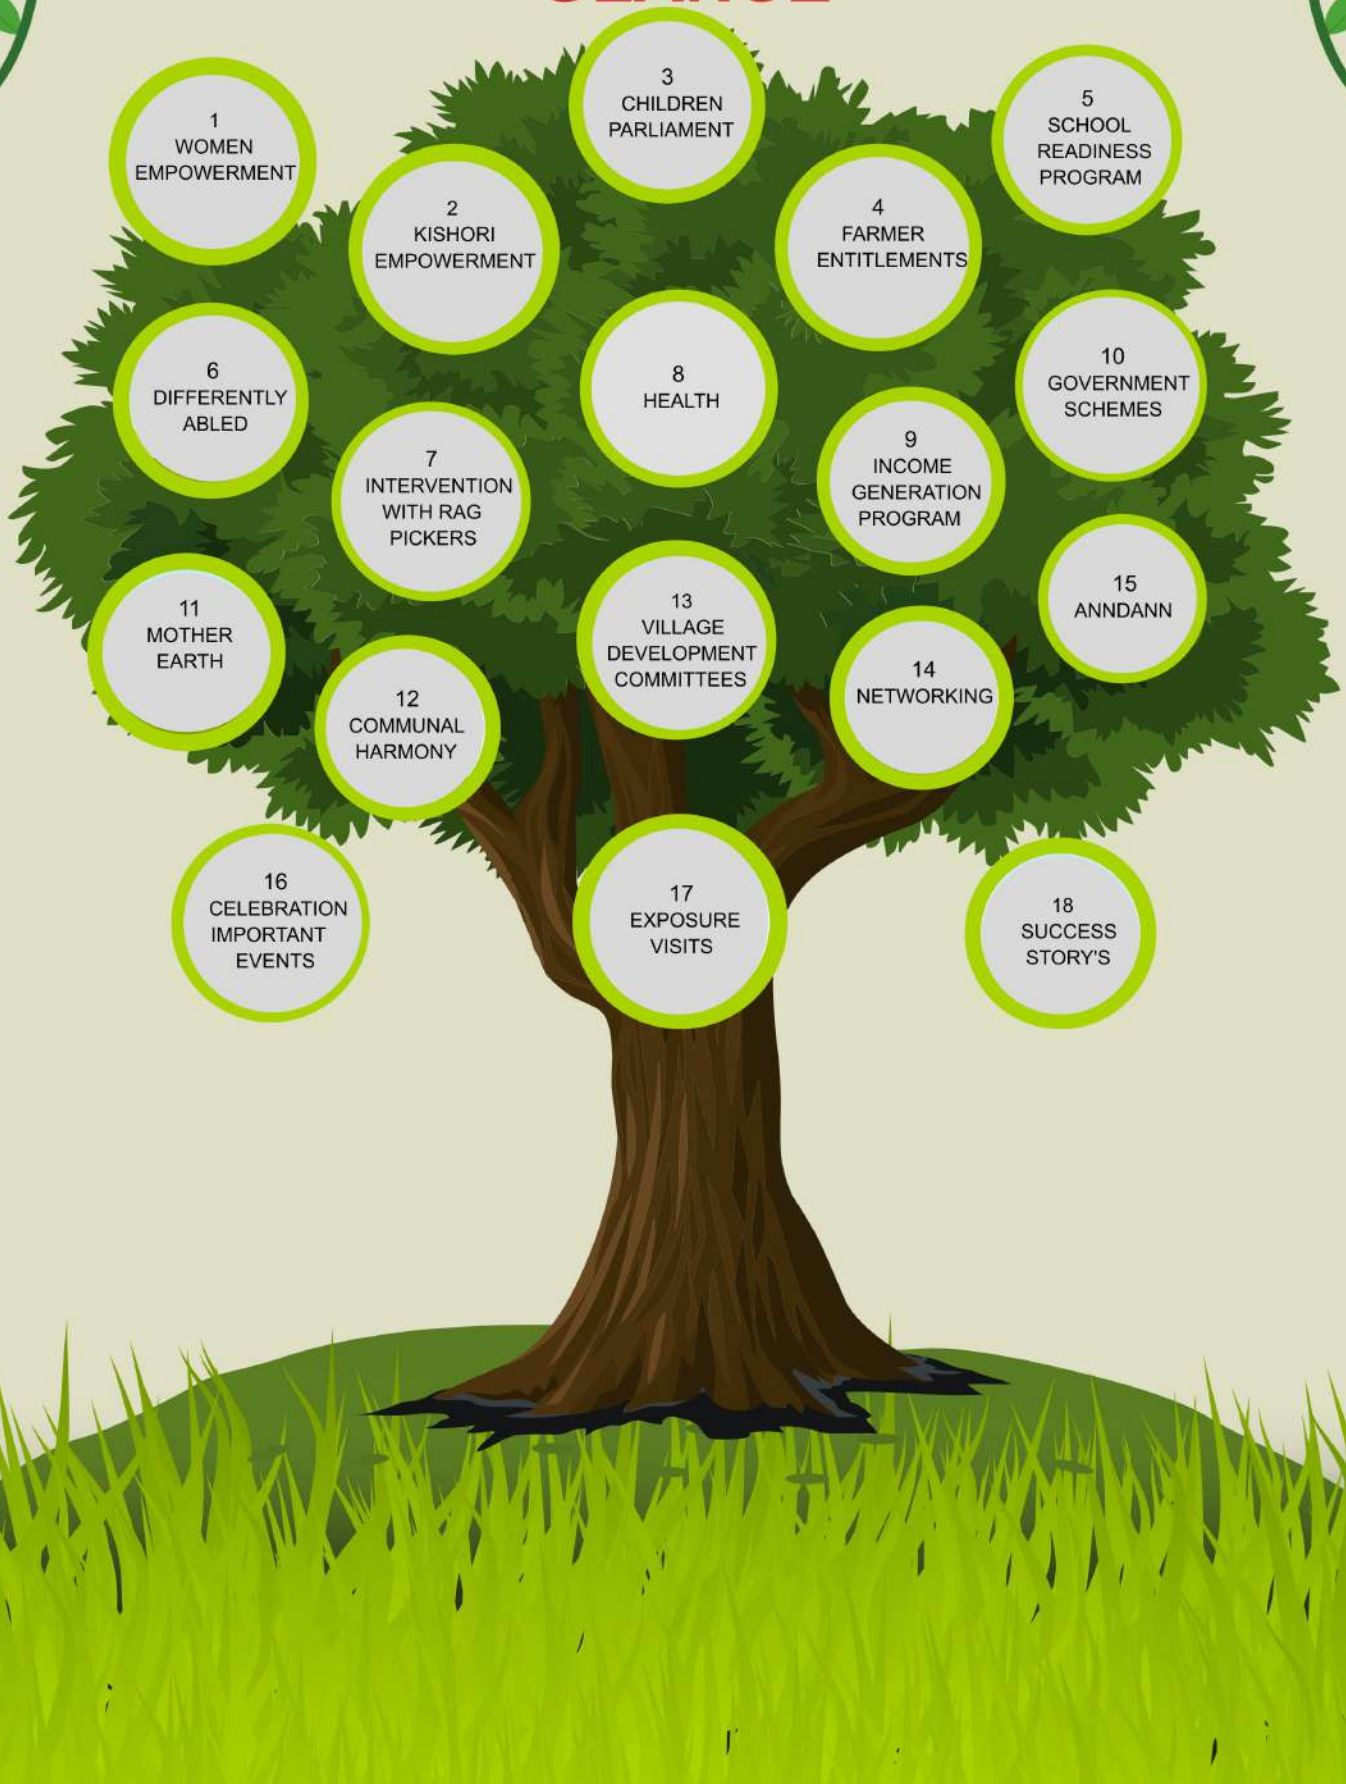 3
CHILDREN
PARLIAMENT
1
WOMEN
EMPOWERMENT
5
SCHOOL
READINESS
PROGRAM
2
KISHORI
EMPOWERMENT
4
FARMER
ENTITLEMENTS
6
DIFFERENTLY
ABLED
8
HEALTH
10
GOVERNMENT
SCHEMES
7
INTERVENTION
WITH RAG
PICKERS
9
INCOME
GENERATION
PROGRAM
11
MOTHER
EARTH
13
VILLAGE
DEVELOPMENT
COMMITTEES
15
ANNDANN
12
COMMUNAL
HARMONY
14
NETWORKING
16
CELEBRATION
IMPORTANT
EVENTS
17
EXPOSURE
VISITS
18
SUCCESS
STORY'S